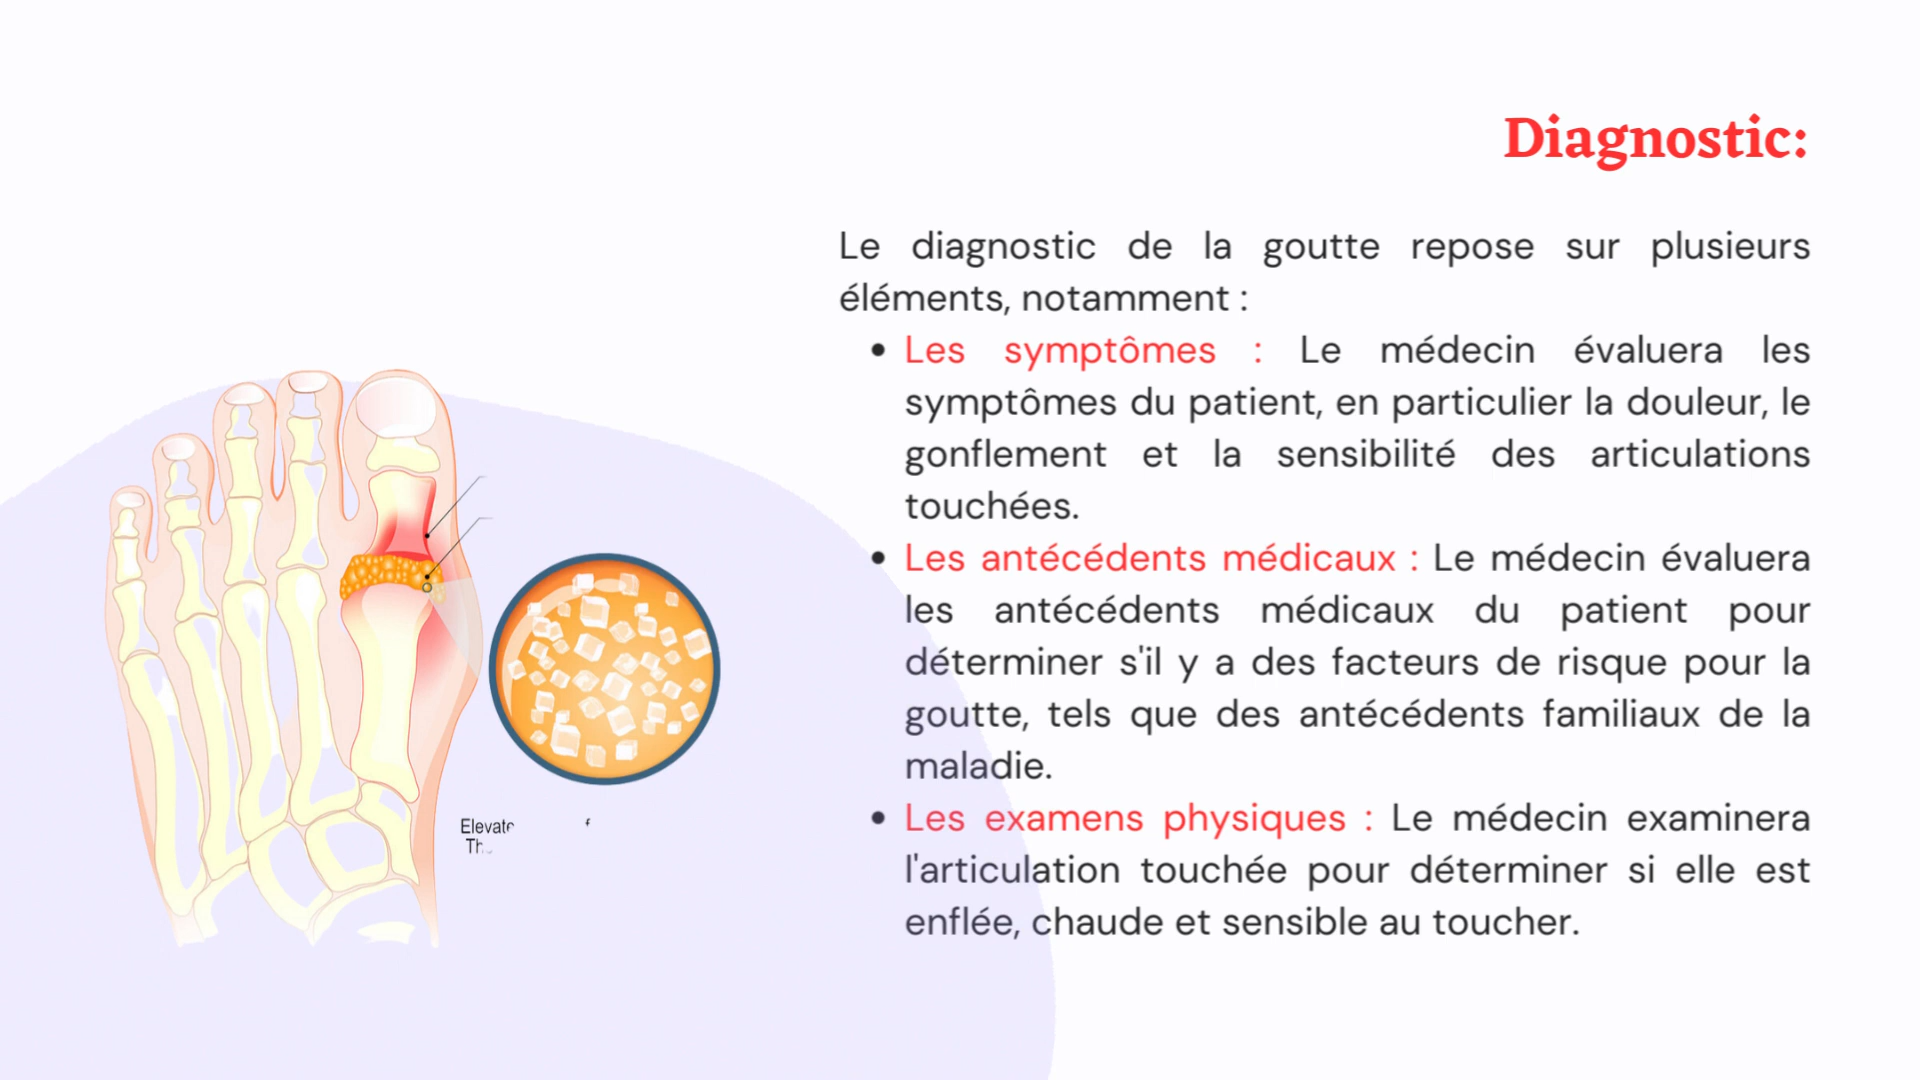 Diagnostic:
Le diagnostic de la goutte repose sur plusieurs
éléments, notamment :
• Les symptômes : Le médecin évaluera les
symptômes du patient, en particulier la douleur, le
gonflement et la sensibilité des articulations
touchées.
• Les antécédents médicaux : Le médecin évaluera
les antécédents médicaux du patient pour
déterminer s'il y a des facteurs de risque pour la
goutte, tels que des antécédents familiaux de la
maladie.
• Les examens physiques : Le médecin examinera
l'articulation touchée pour déterminer si elle est
enflée, chaude et sensible au toucher.